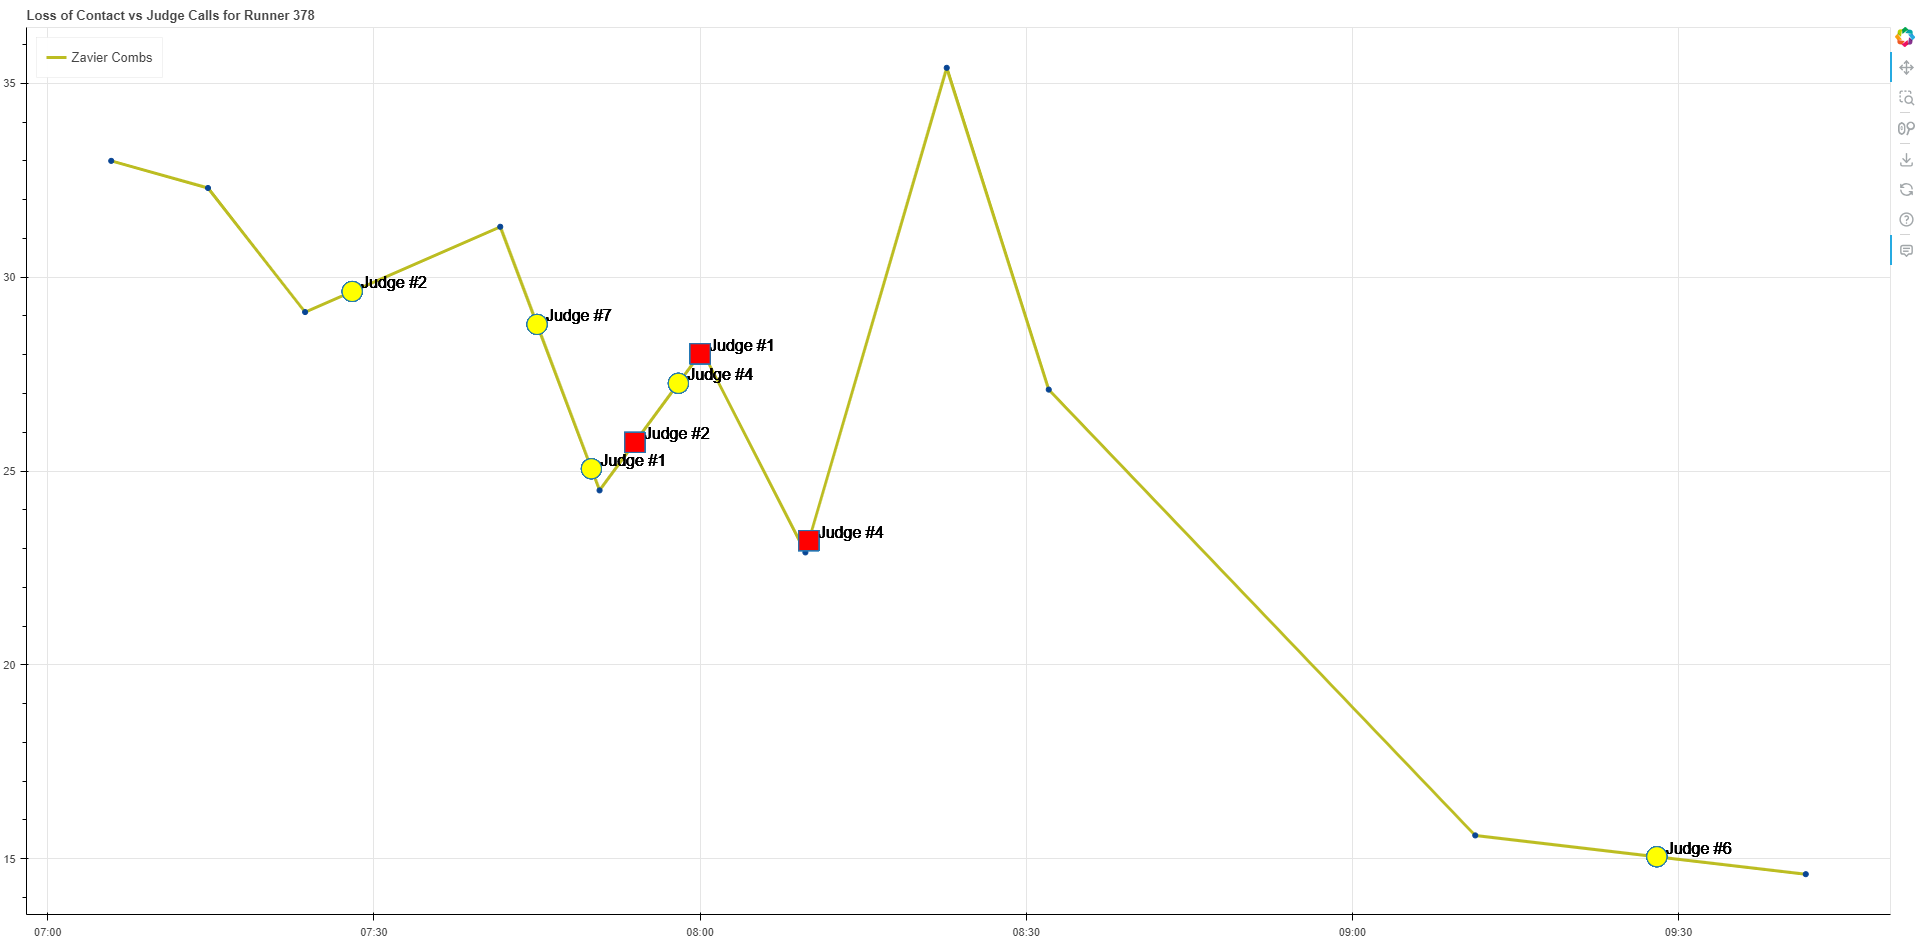 Loss of Contact vs Judge Calls for Runner 378
Zavier Combs
35
30
25
20
15
Judge #2
Judge #7
Judge #1
Judge #4
Judge #2
Judge #1
Judge #4
Judge #6
07:00
07:30
08:00
08:30
09:00
09:30